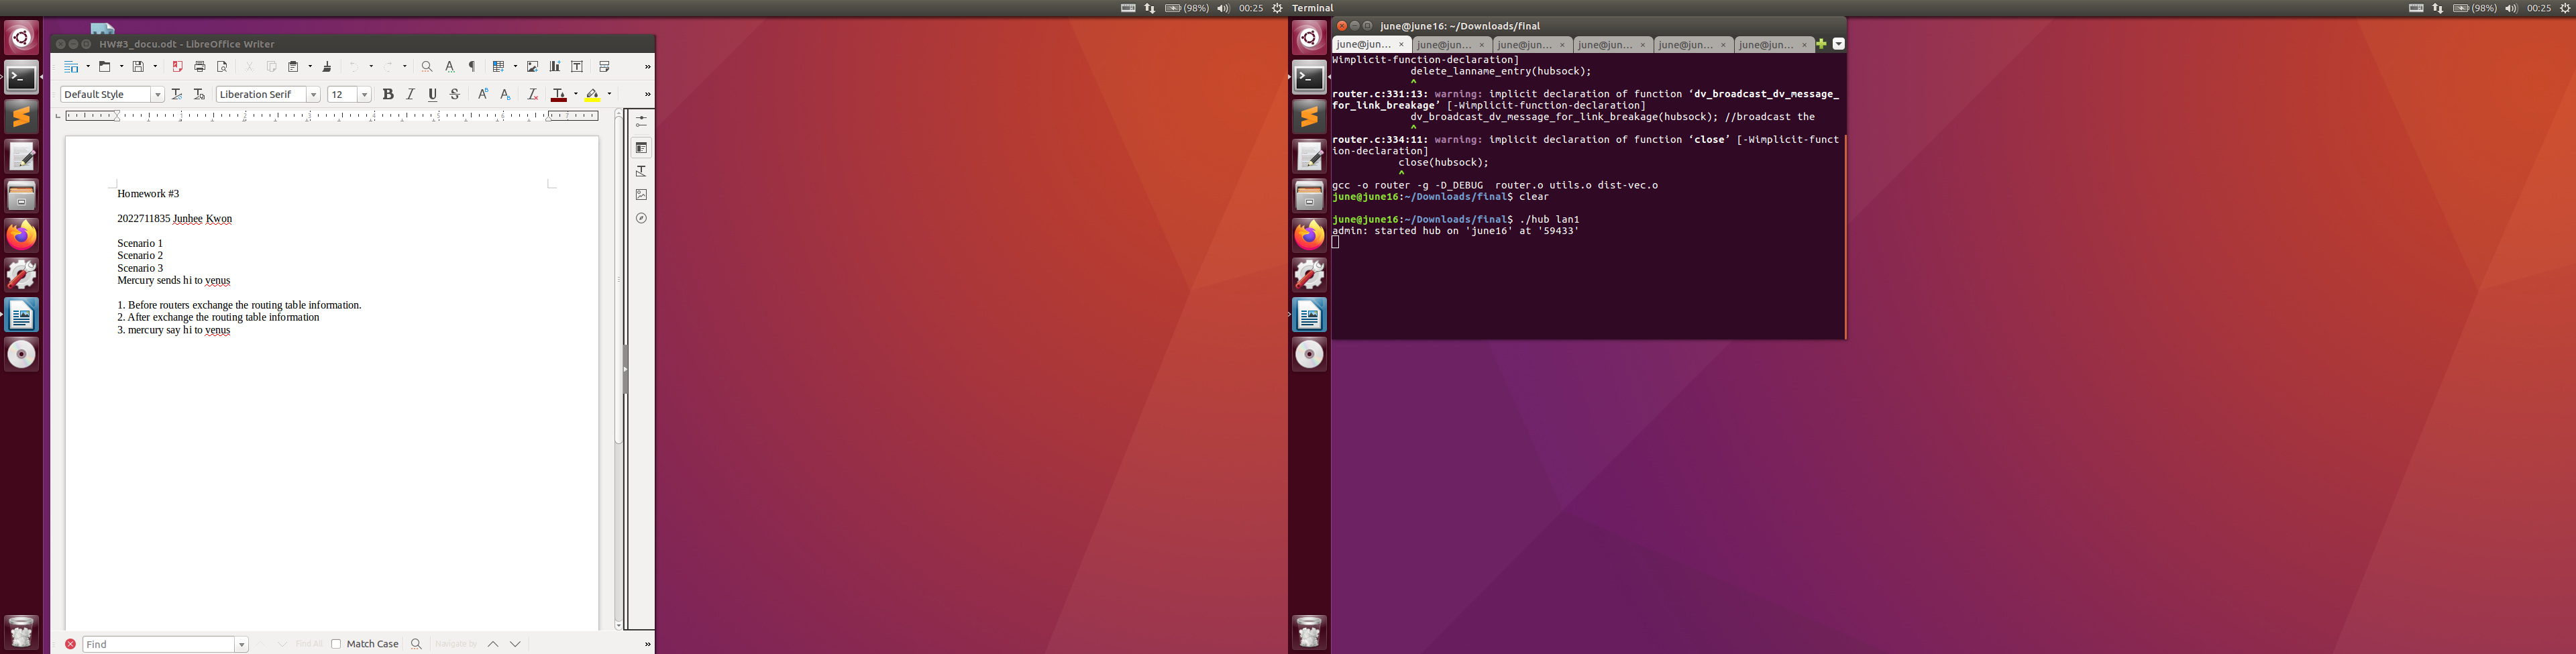 (98%)
00:25
Terminal
(98%)
00:25
HW#3_docu.odt - LibreOffice Writer
Default Style
Liberation Serif
12
Homework #3
2022711835 Junhee Kwon
Scenario 1
Scenario 2
Scenario 3
Mercury sends hi to venus
1. Before routers exchange the routing table information.
2. After exchange the routing table information
3. mercury say hi to venus
Find
Find All
Match Case
Navigate by
june@june16: ~/Downloads/final
june@jun...
june@jun...
june@jun...
june@jun...
june@jun...
june@jun...
Wimplicit-function-declaration]
delete_lanname_entry(hubsock);
^
router.c:331:13: warning: implicit declaration of function ‘dv_broadcast_dv_message_
for_link_breakage’ [-Wimplicit-function-declaration]
dv_broadcast_dv_message_for_link_breakage(hubsock); //broadcast the
^
router.c:334:11: warning: implicit declaration of function ‘close’ [-Wimplicit-funct
ion-declaration]
close(hubsock);
^
gcc -o router -g -D_DEBUG  router.o utils.o dist-vec.o
june@june16:~/Downloads/final$ clear
june@june16:~/Downloads/final$ ./hub lan1
admin: started hub on 'june16' at '59433'